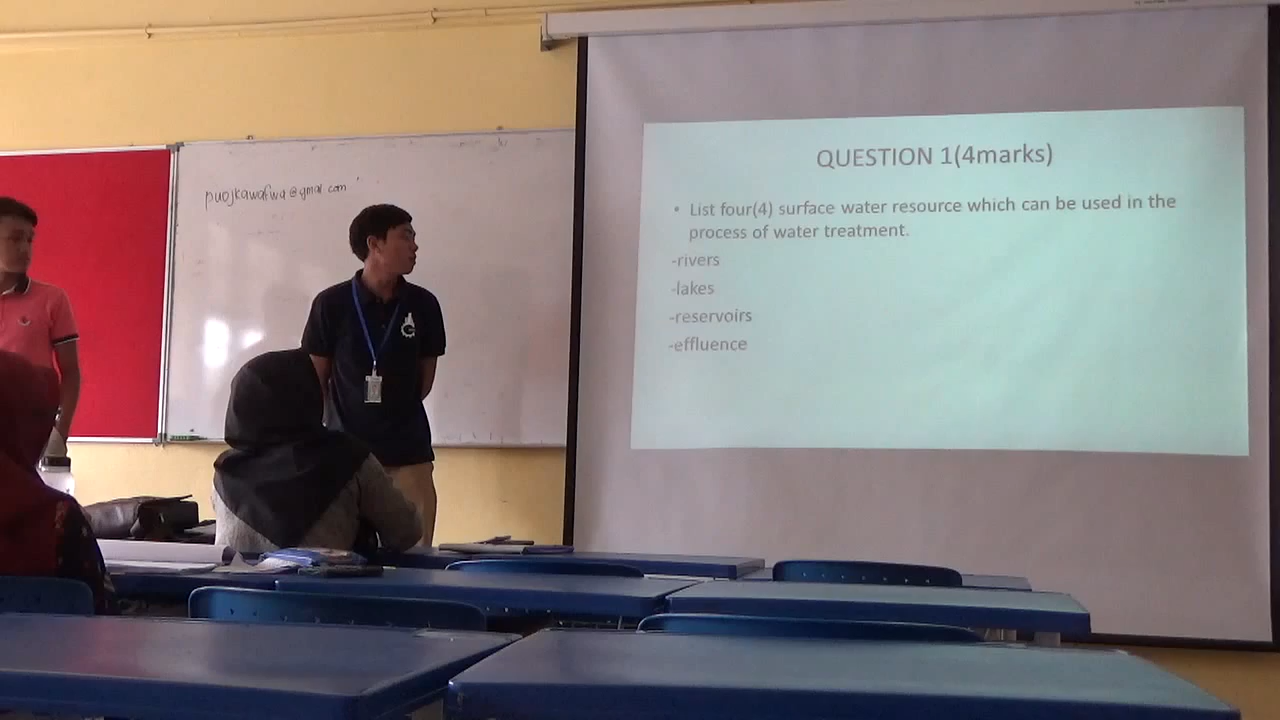 puojkawakwa@gmail.com
QUESTION 1(4marks)
• List four(4) surface water resource which can be used in the
process of water treatment.
-rivers
-lakes
-reservoirs
-effluence